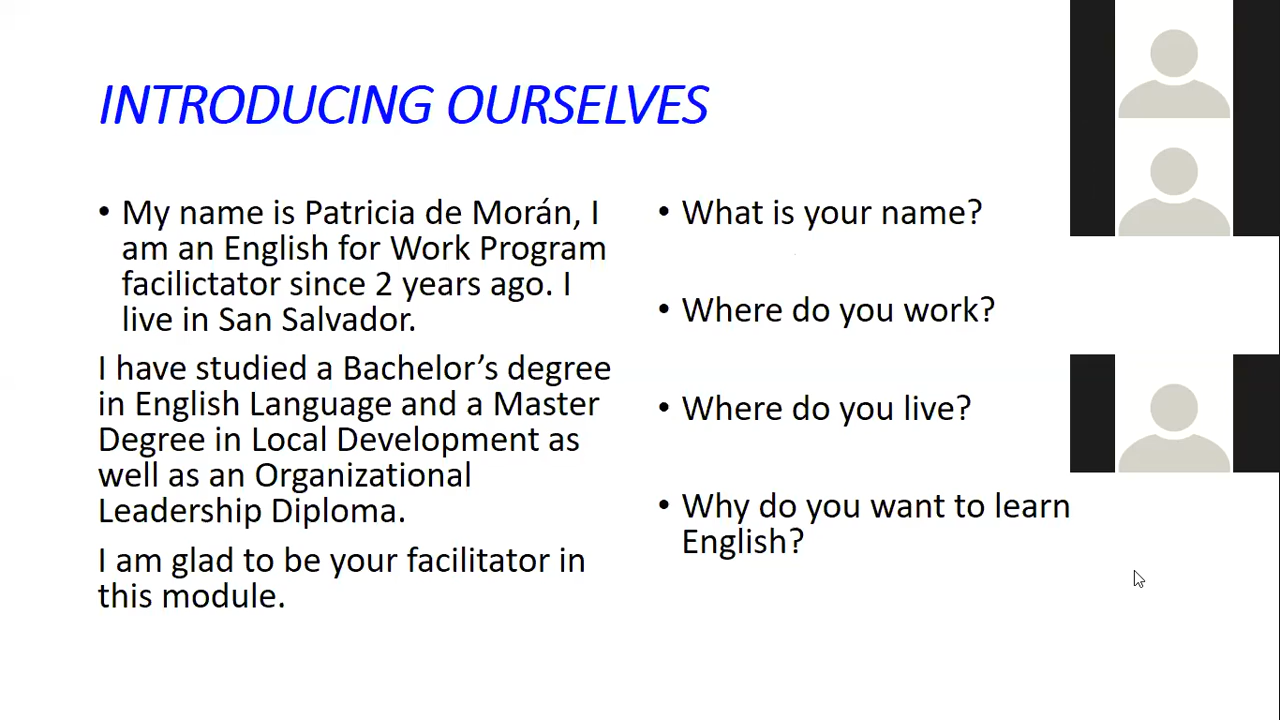 INTRODUCING OURSELVES
• My name is Patricia de Morán, I
am an English for Work Program
facilictator since 2 years ago. I
live in San Salvador.
I have studied a Bachelor’s degree
in English Language and a Master
Degree in Local Development as
well as an Organizational
Leadership Diploma.
I am glad to be your facilitator in
this module.
• What is your name?
• Where do you work?
• Where do you live?
• Why do you want to learn
English?